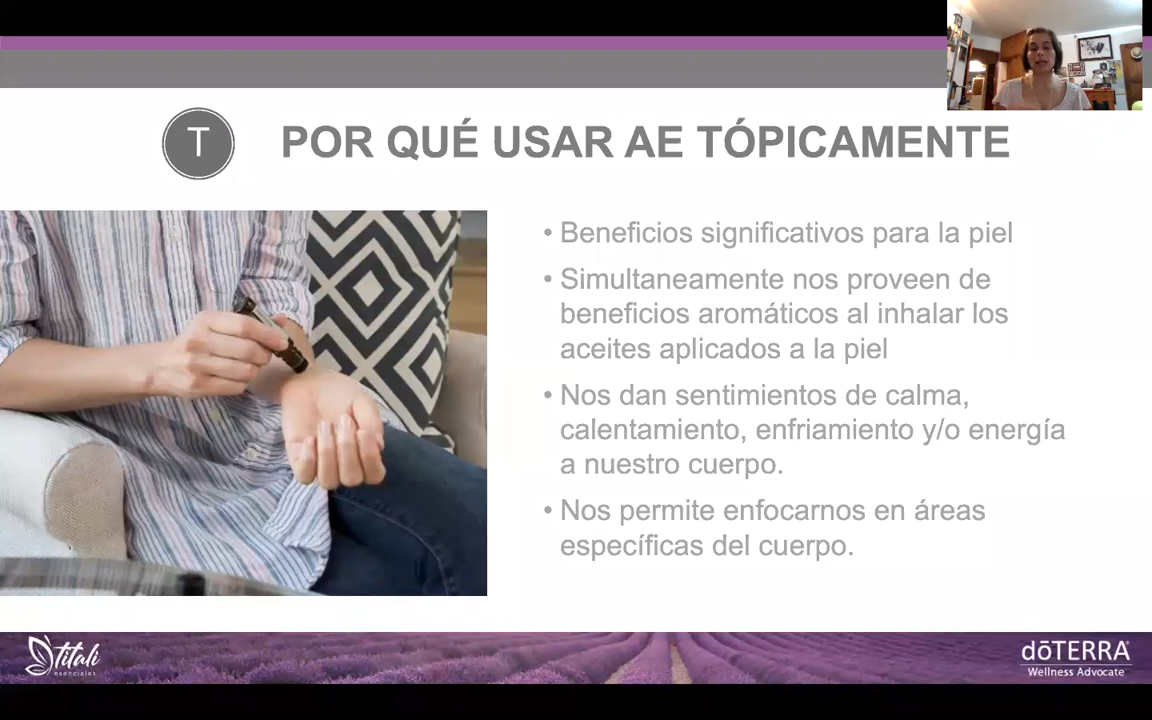 T
POR QUÉ USAR AE TÓPICAMENTE
• Beneficios significativos para la piel
• Simultaneamente nos proveen de
beneficios aromáticos al inhalar los
aceites aplicados a la piel
• Nos dan sentimientos de calma,
calentamiento, enfriamiento y/o energía
a nuestro cuerpo.
• Nos permite enfocarnos en áreas
específicas del cuerpo.
titali
esenciales
dōTERRA
Wellness Advocate